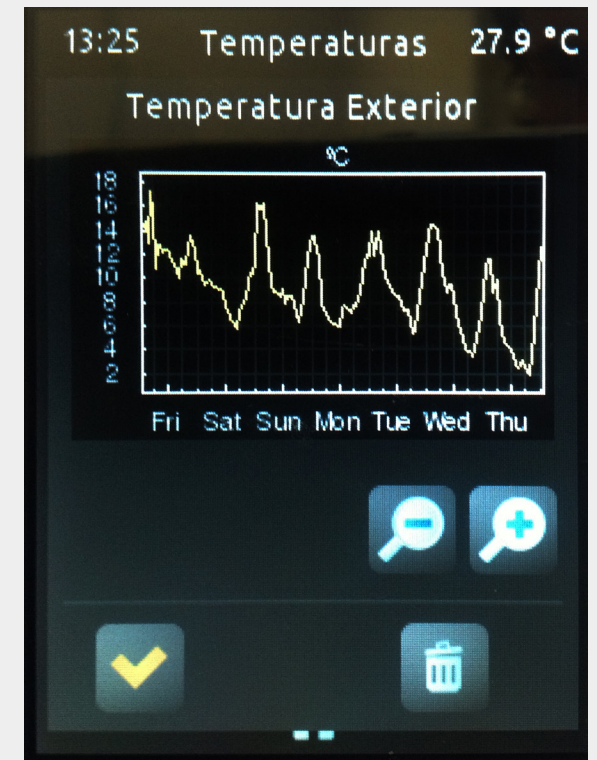 13:25 Temperaturas 27.9 °C
Temperatura Exterior
ºC
18
16
14
12
10
8
6
4
2
Fri Sat Sun Mon Tue Wed Thu